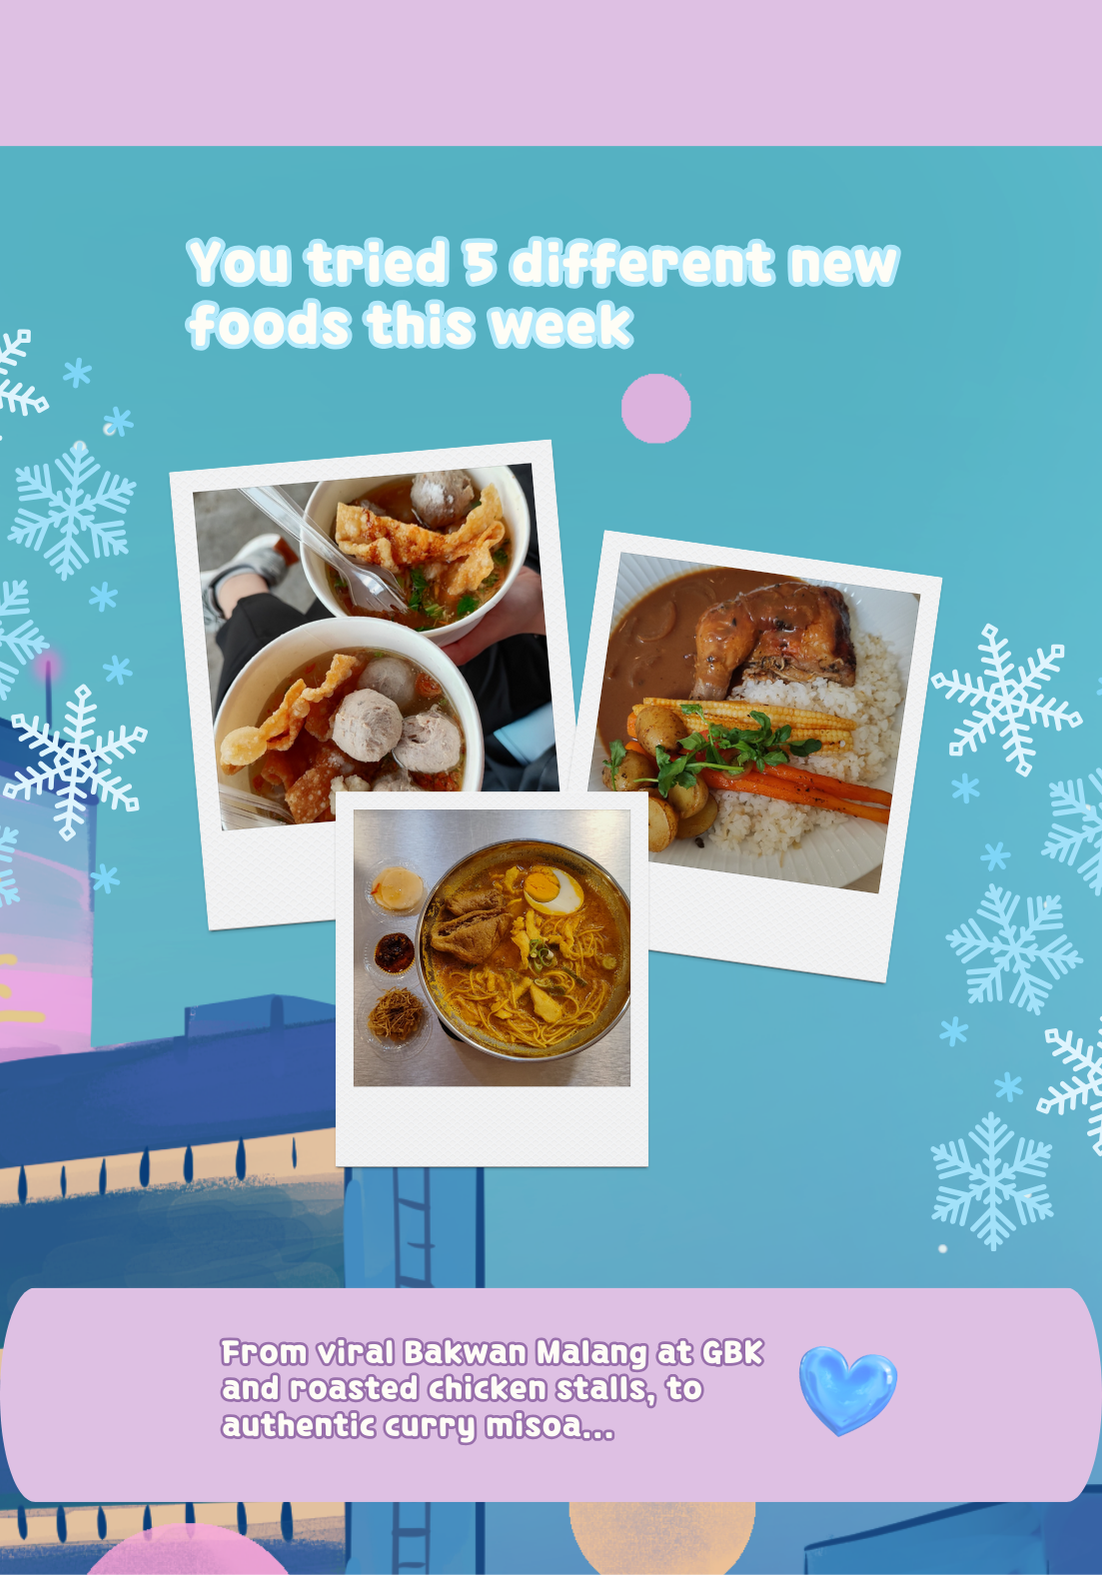 You tried 5 different new
foods this week
From viral Bakwan Malang at GBK
and roasted chicken stalls, to
authentic curry misoa...